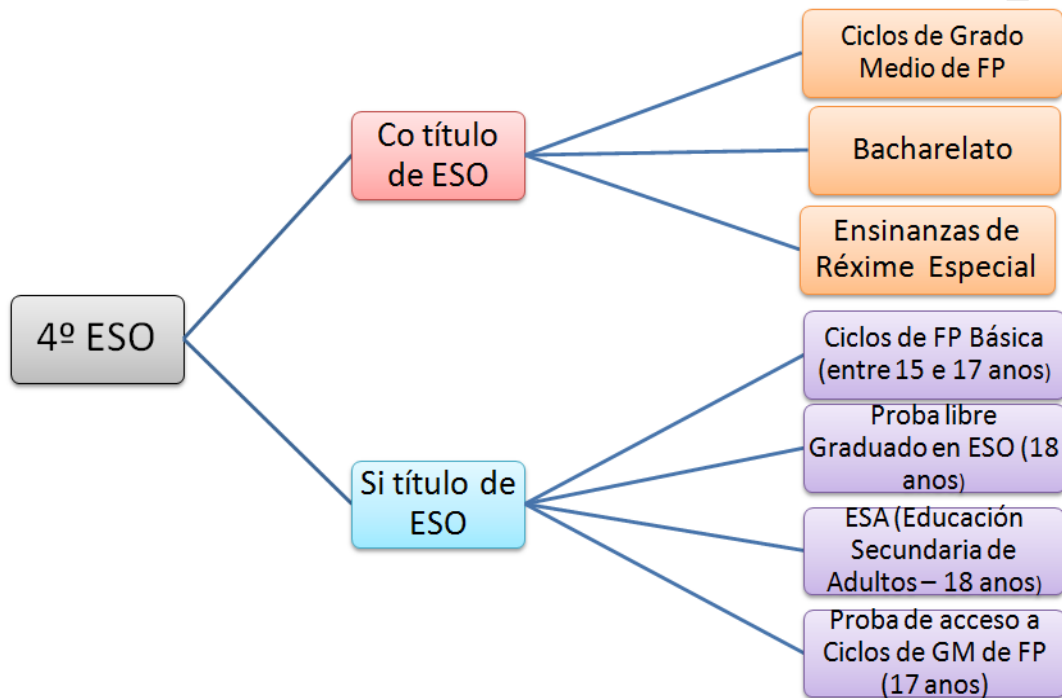 4º ESO
Co título
de ESO
Ciclos de Grado
Medio de FP
Bacharelato
Ensinanzas de
Réxime Especial
Si título de
ESO
Ciclos de FP Básica
(entre 15 e 17 anos)
Proba libre
Graduado en ESO (18
anos)
ESA (Educación
Secundaria de
Adultos – 18 anos)
Proba de acceso a
Ciclos de GM de FP
(17 anos)